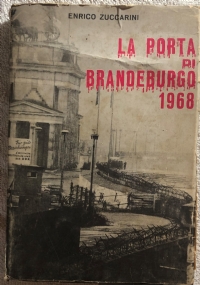 ENRICO ZUCCARINI
LA PORTA
DI
BRANDEBURGO
1968